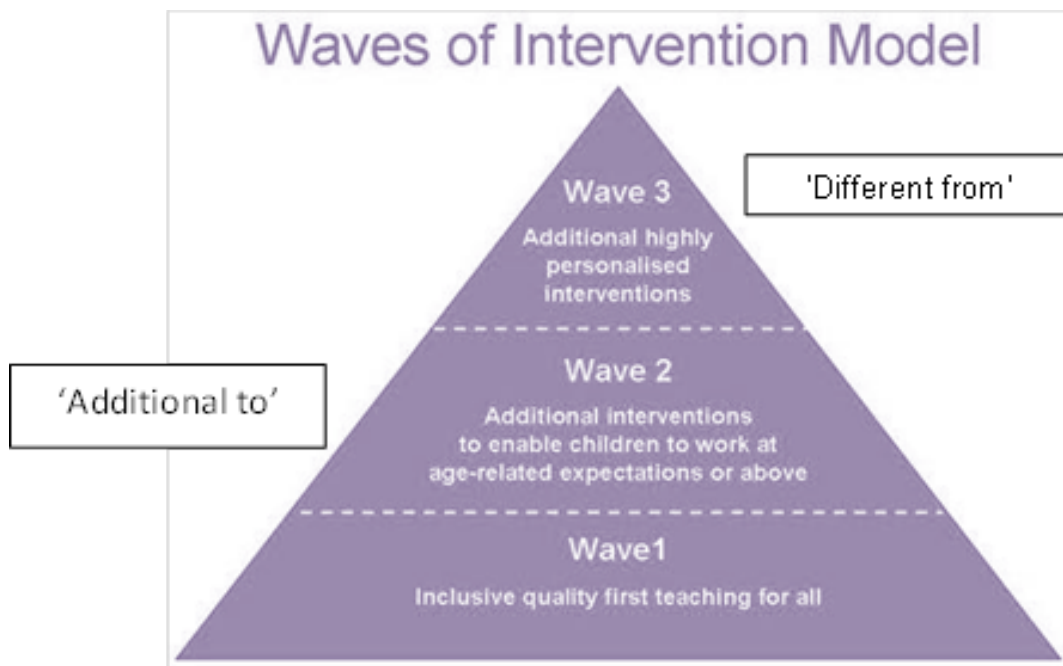 Waves of Intervention Model
'Different from'
Wave 3
Additional highly
personalised
interventions
‘Additional to’
Wave 2
Additional interventions
to enable children to work at
age-related expectations or above
Wave1
Inclusive quality first teaching for all